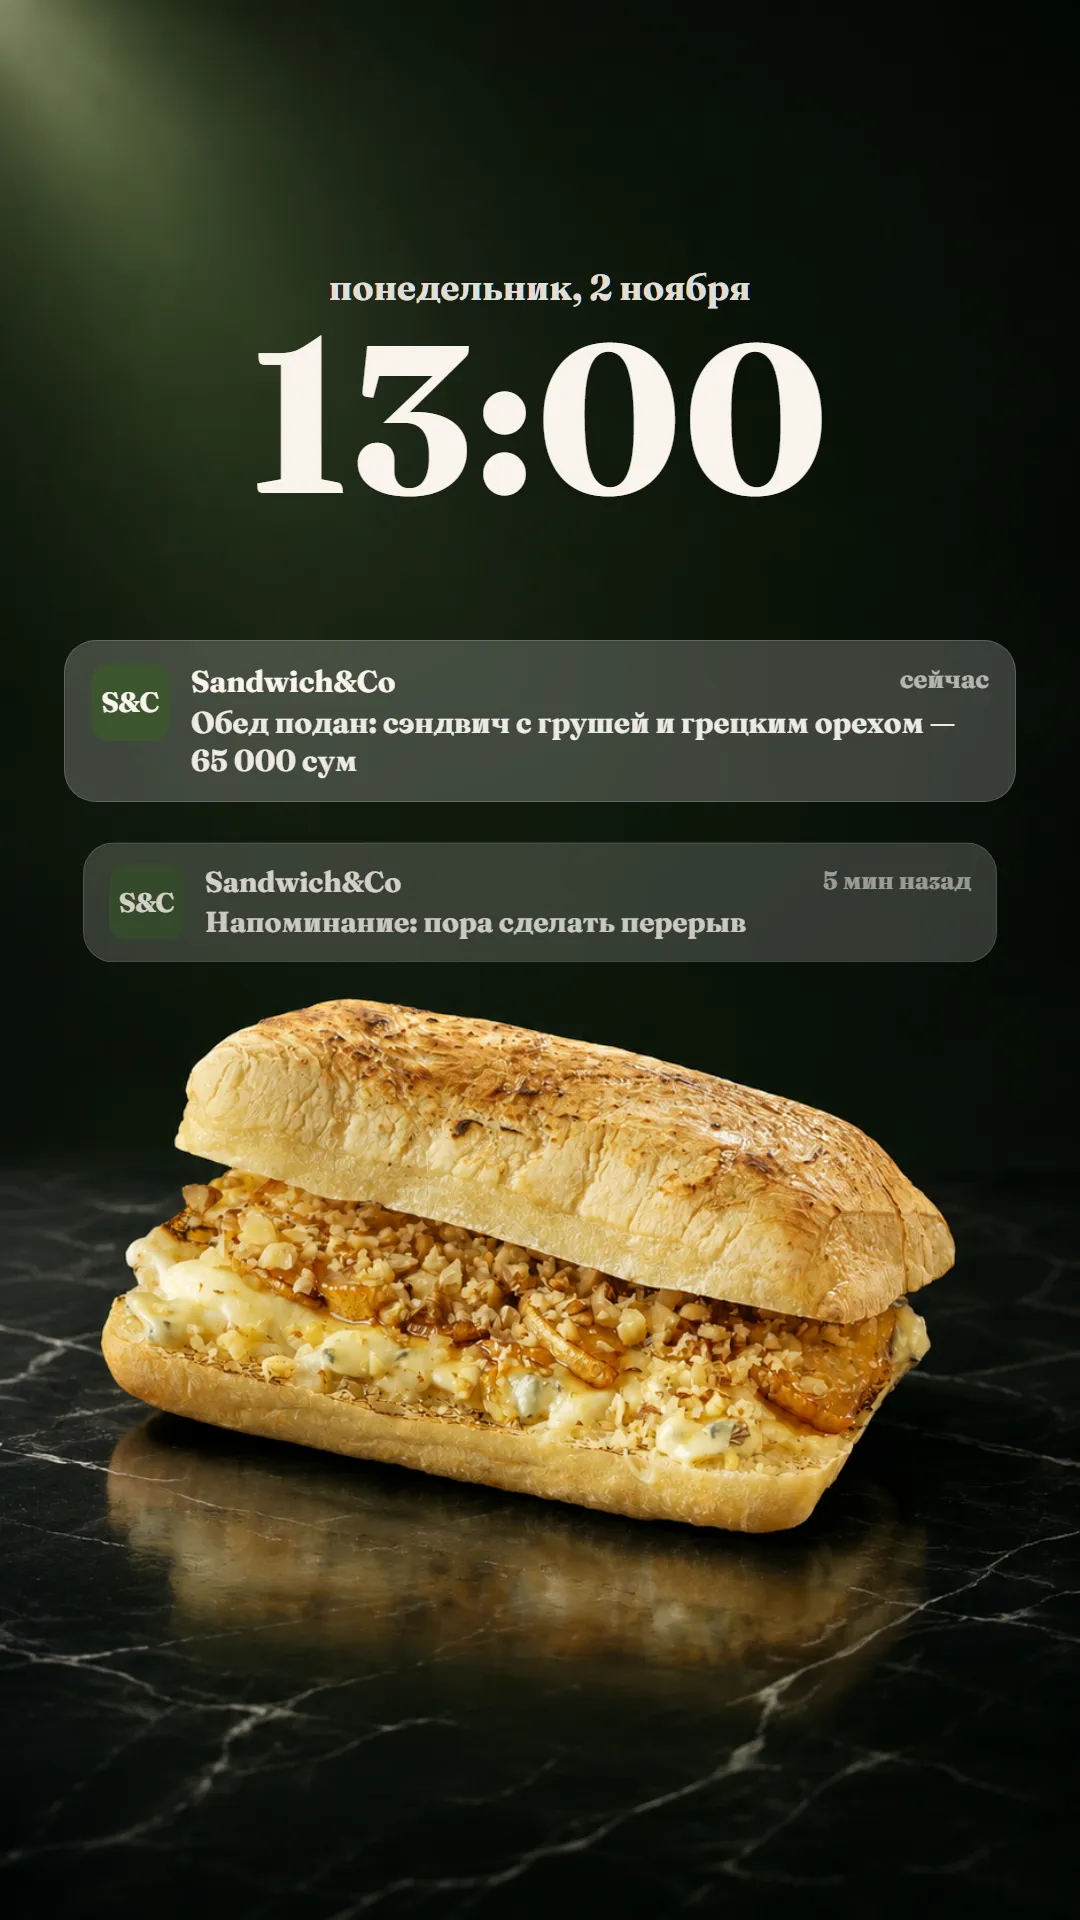 понедельник, 2 ноября
13:00
S&C
Sandwich&Co
сейчас
Обед подан: сэндвич с грушей и грецким орехом —
65 000 сум
S&C
Sandwich&Co
5 мин назад
Напоминание: пора сделать перерыв